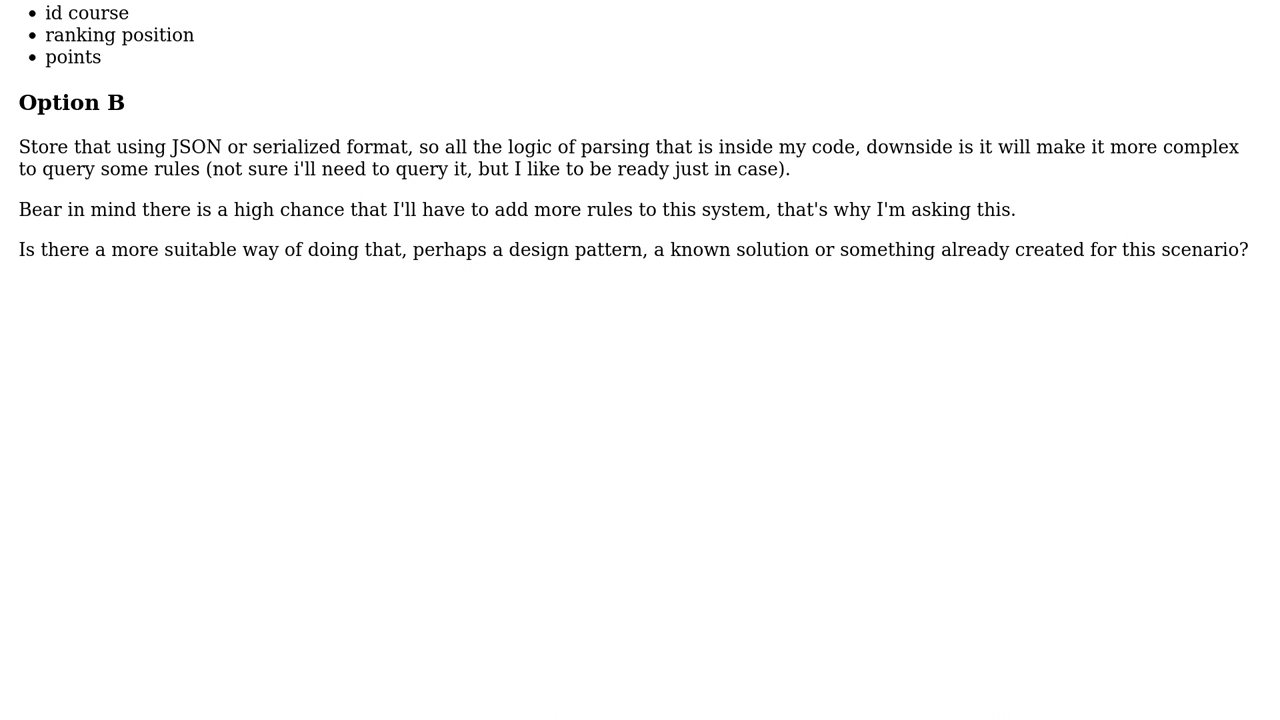 id course
ranking position
points
Option B
Store that using JSON or serialized format, so all the logic of parsing that is inside my code, downside is it will make it more complex
to query some rules (not sure i'll need to query it, but I like to be ready just in case).
Bear in mind there is a high chance that I'll have to add more rules to this system, that's why I'm asking this.
Is there a more suitable way of doing that, perhaps a design pattern, a known solution or something already created for this scenario?